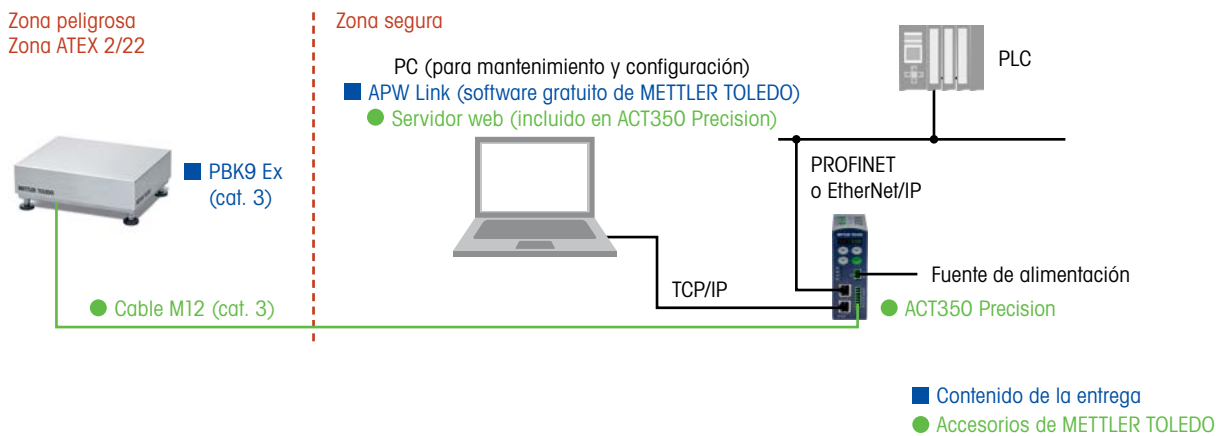 Zona peligrosa
Zona ATEX 2/22
Zona segura
PC (para mantenimiento y configuración)
APW Link (software gratuito de METTLER TOLEDO)
Servidor web (incluido en ACT350 Precision)
PLC
METTLER TOLEDO
PBK9 Ex
(cat. 3)
PROFINET
o EtherNet/IP
Fuente de alimentación
TCP/IP
Cable M12 (cat. 3)
ACT350 Precision
Contenido de la entrega
Accesorios de METTLER TOLEDO